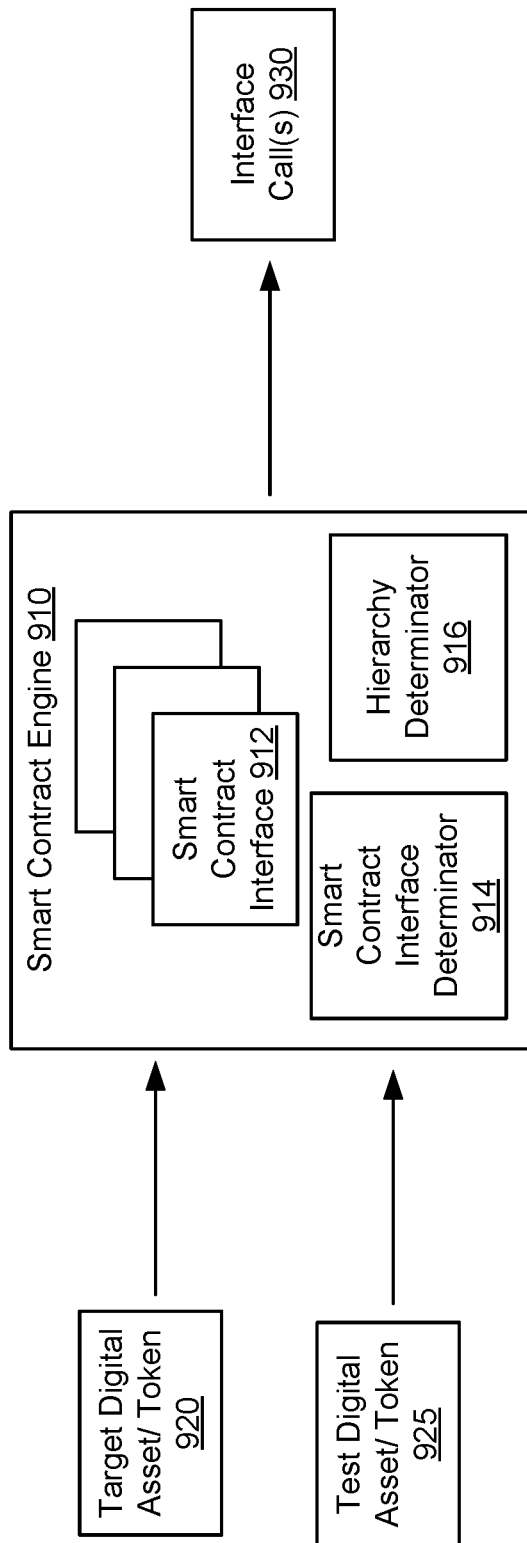 Target Digital
Asset/ Token
920
Test Digital
Asset/ Token
925
Smart Contract Engine 910
Smart
Contract
Interface 912
Smart
Contract
Interface
Determinator
914
Hierarchy
Determinator
916
Interface
Call(s) 930